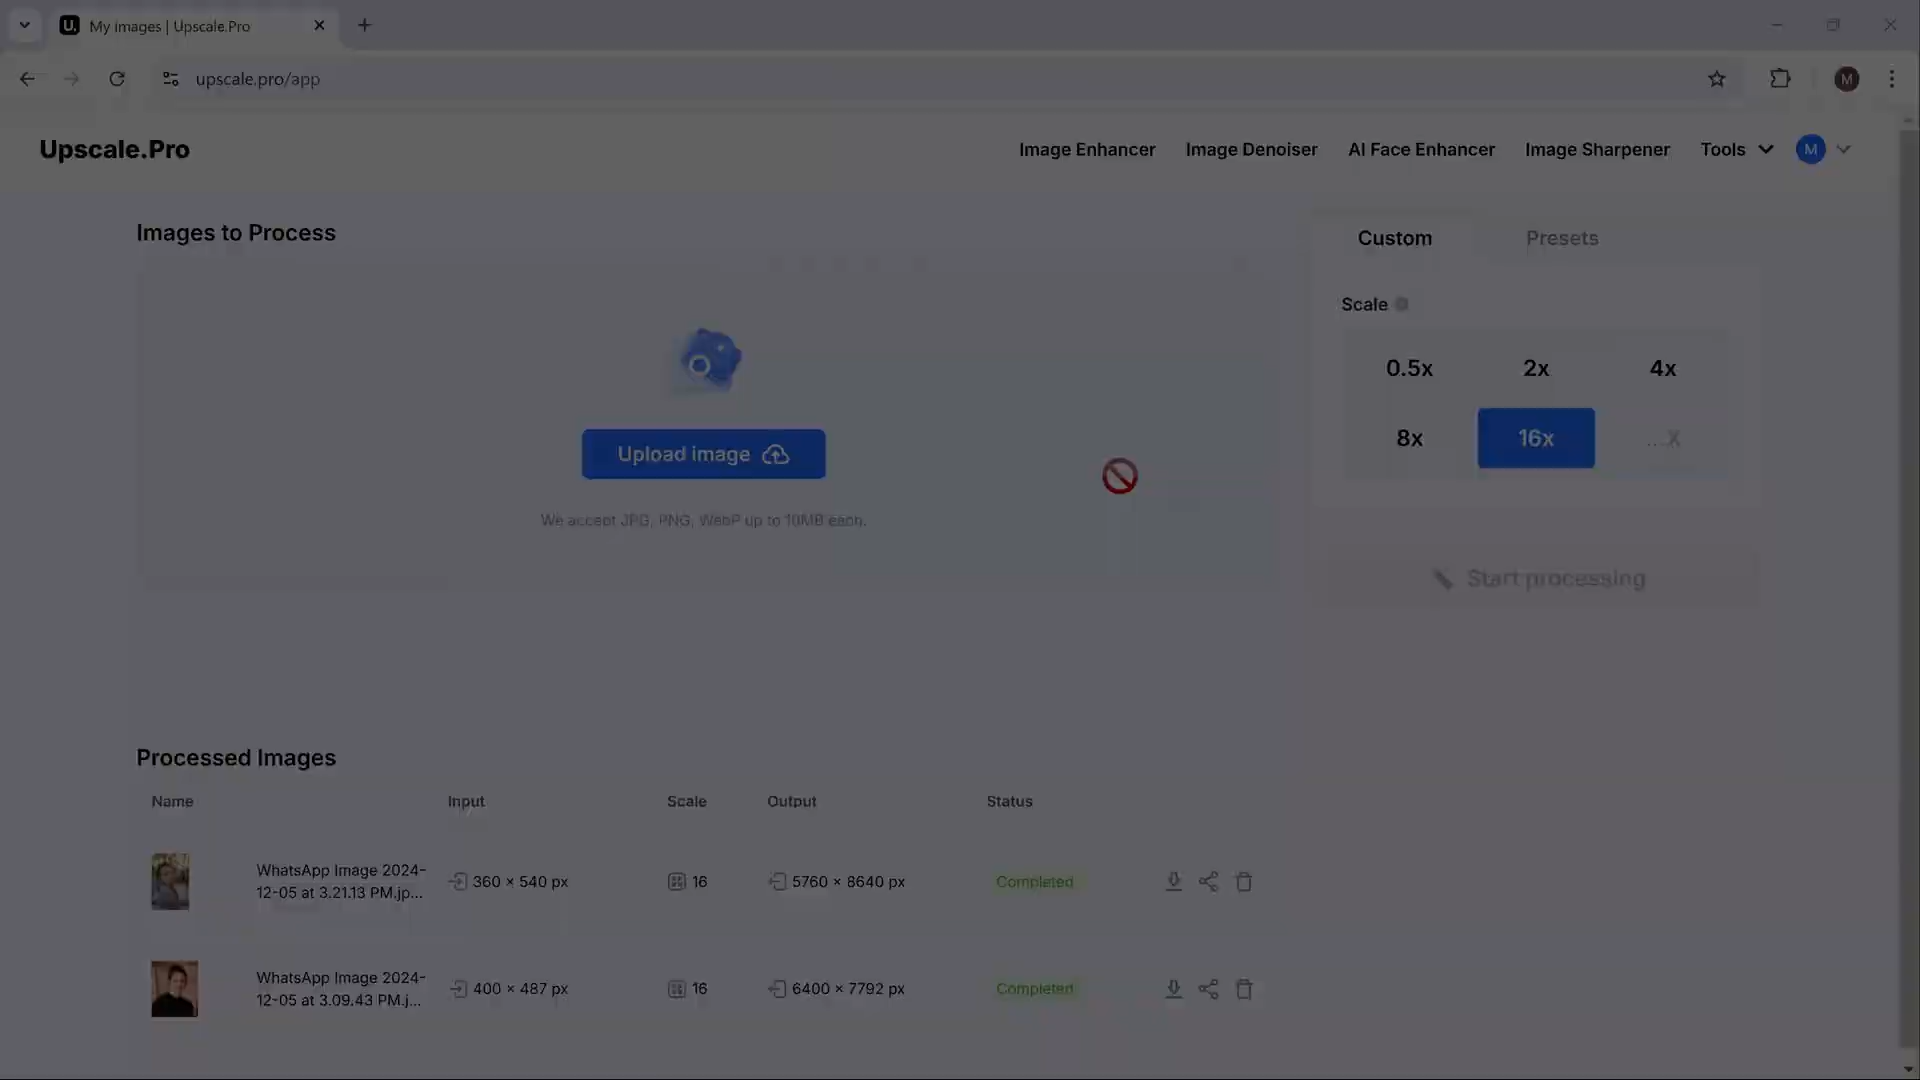 U. My images | Upscale.Pro
upscale.pro/app
M
Upscale.Pro
Image Enhancer
Image Denoiser
AI Face Enhancer
Image Sharpener
Tools
M
Images to Process
Upload image
We accept JPG, PNG, WebP up to 10MB each.
Custom
Presets
Scale
0.5x 2x 4x
8x 16x ...X
Start processing
Processed Images
Name Input Scale Output Status
WhatsApp Image 2024-
12-05 at 3.21.13 PM.jp...
360 × 540 px
16
5760 × 8640 px
Completed
WhatsApp Image 2024-
12-05 at 3.09.43 PM.j...
400 × 487 px
16
6400 × 7792 px
Completed